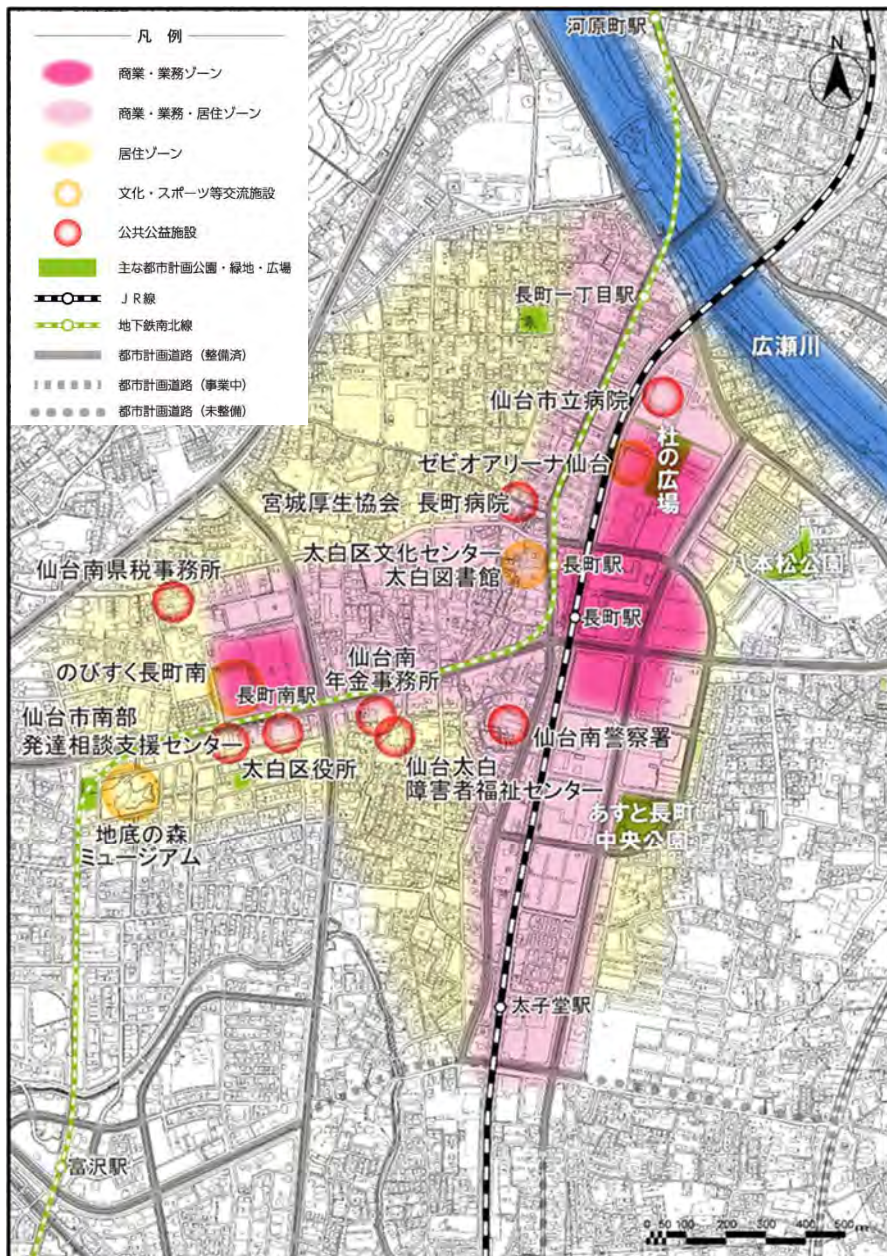 凡 例
商業・業務ゾーン
商業・業務・居住ゾーン
居住ゾーン
文化・スポーツ等交流施設
公共公益施設
主な都市計画公園・緑地・広場
ＪＲ線
地下鉄南北線
都市計画道路（整備済）
都市計画道路（事業中）
都市計画道路（未整備）
河原町駅
N
長町一丁目駅
広瀬川
仙台市立病院
ゼビオアリーナ仙台
杜の広場
宮城厚生協会 長町病院
太白区文化センター
太白図書館
長町駅
八本松公園
仙台南県税事務所
長町駅
のびすく長町南
仙台南
年金事務所
長町南駅
仙台市南部
発達相談支援センター
太白区役所
仙台太白
障害者福祉センター
仙台南警察署
地底の森
ミュージアム
あすと長町
中央公園
太子堂駅
富沢駅
0 50 100 200 300 400 500m